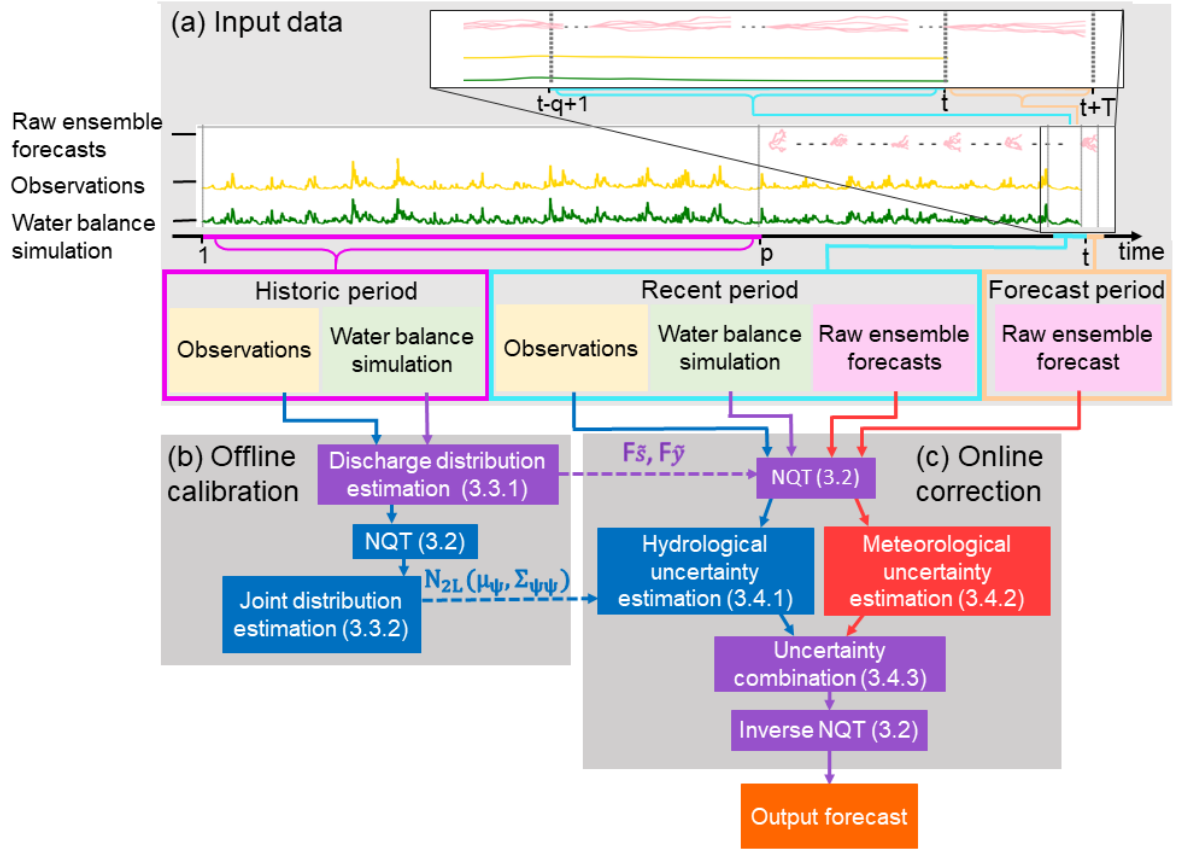 (a) Input data
t-q+1
t
t+T
Raw ensemble
forecasts
Observations
Water balance
simulation
1
p
t
time
Historic period
Observations
Water balance
simulation
Recent period
Observations
Water balance
simulation
Raw ensemble
forecasts
Forecast period
Raw ensemble
forecast
(b) Offline
calibration
Discharge distribution
estimation (3.3.1)
NQT (3.2)
Joint distribution
estimation (3.3.2)
Fs̃, Fỹ
N₂L(μψ, Σψψ)
(c) Online
correction
NQT (3.2)
Hydrological
uncertainty
estimation (3.4.1)
Meteorological
uncertainty
estimation (3.4.2)
Uncertainty
combination (3.4.3)
Inverse NQT (3.2)
Output forecast